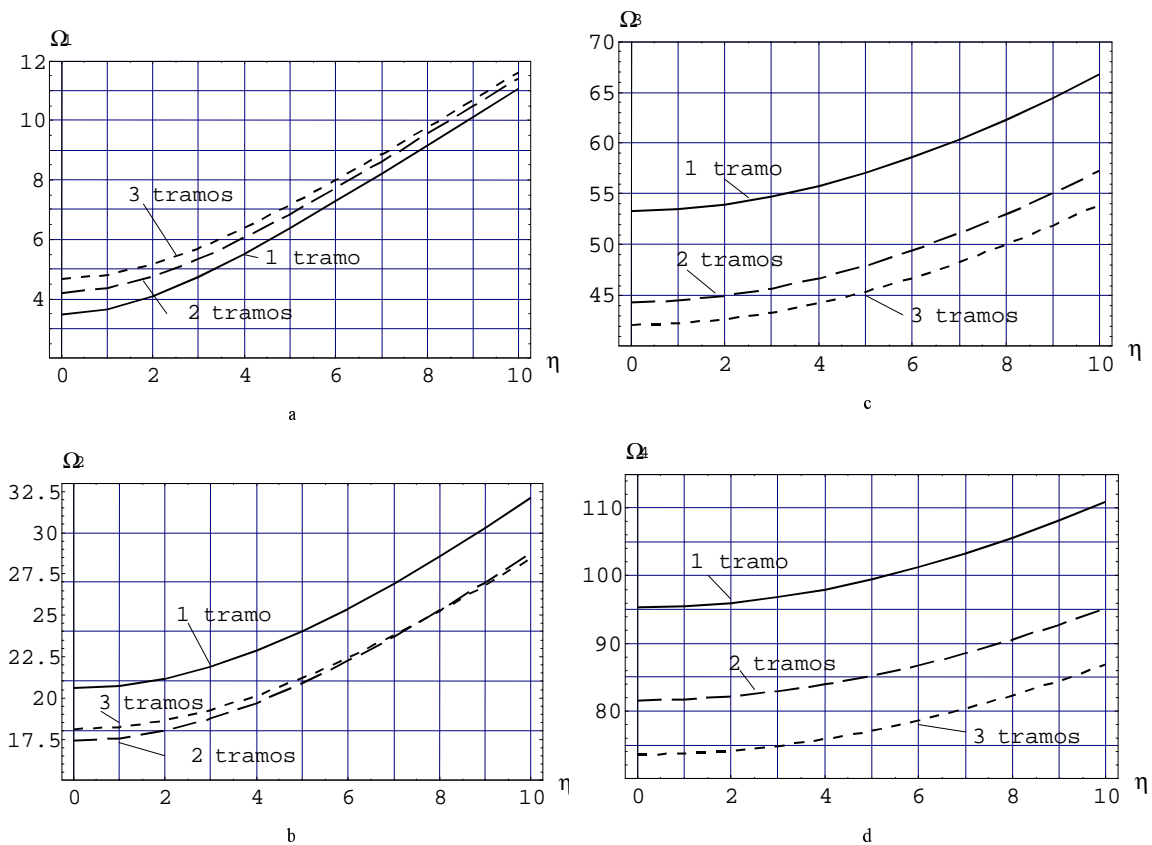 Ω1
12
10
8
6
4
3 tramos
1 tramo
2 tramos
0 2 4 6 8 10 η
a
Ω3
70
65
60
55
50
45
1 tramo
2 tramos
3 tramos
0 2 4 6 8 10 η
c
Ω2
32.5
30
27.5
25
22.5
20
17.5
1 tramo
3 tramos
2 tramos
0 2 4 6 8 10 η
b
Ω4
110
100
90
80
1 tramo
2 tramos
3 tramos
0 2 4 6 8 10 η
d